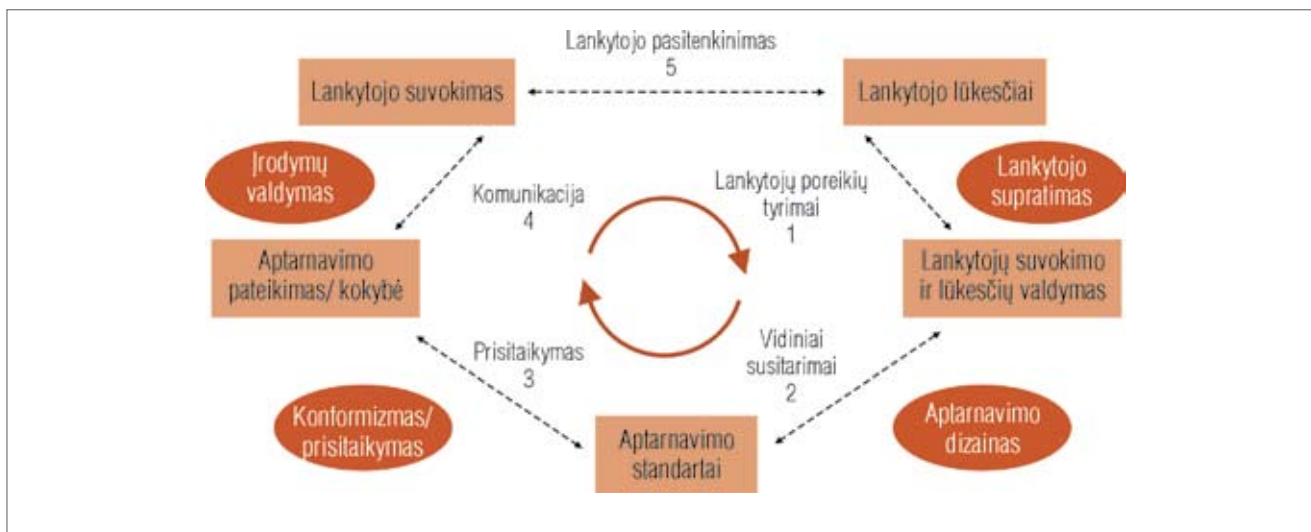 Lankytojo pasitenkinimas
5
Lankytojo suvokimas
Lankytojo lūkesčiai
Įrodymų
valdymas
Komunikacija
4
Lankytojų poreikių
tyrimai
1
Lankytojo
supratimas
Aptarnavimo
pateikimas/ kokybė
Lankytojų suvokimo
ir lūkesčių valdymas
Prisitaikymas
3
Vidiniai
susitarimai
2
Konformizmas/
prisitaikymas
Aptarnavimo
standartai
Aptarnavimo
dizainas